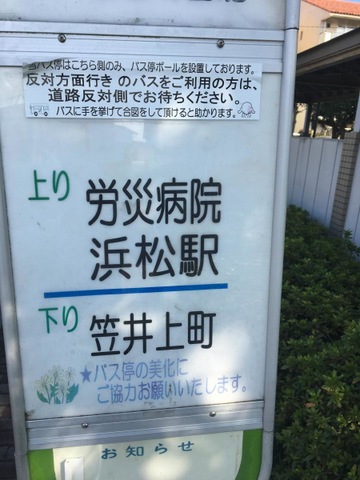 当バス停はこちら側のみ、バス停ポールを設置しております。
反対方面行き のバスをご利用の方は、
道路反対側でお待ちください。
バスに手を挙げて合図をして頂けると助かります。
上り 労災病院
浜松駅
下り 笠井上町
★バス停の美化に
ご協力お願いいたします。
お知らせ